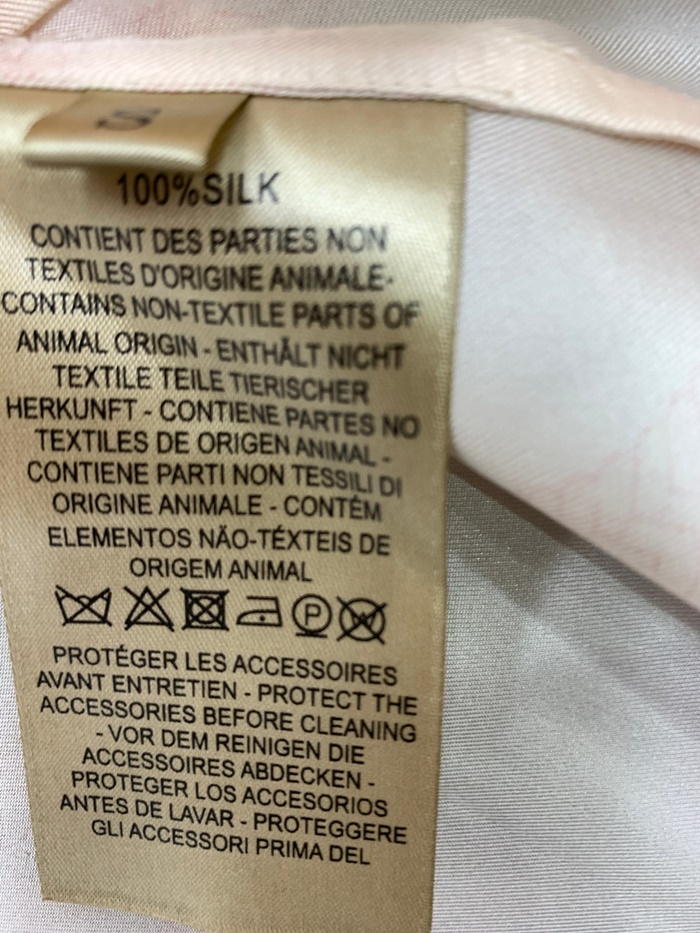 100%SILK
CONTIENT DES PARTIES NON
TEXTILES D'ORIGINE ANIMALE-
CONTAINS NON-TEXTILE PARTS OF
ANIMAL ORIGIN - ENTHÄLT NICHT
TEXTILE TEILE TIERISCHER
HERKUNFT - CONTIENE PARTES NO
TEXTILES DE ORIGEN ANIMAL -
CONTIENE PARTI NON TESSILI DI
ORIGINE ANIMALE - CONTÉM
ELEMENTOS NÃO-TÉXTEIS DE
ORIGEM ANIMAL
P W
PROTÉGER LES ACCESSOIRES
AVANT ENTRETIEN - PROTECT THE
ACCESSORIES BEFORE CLEANING
- VOR DEM REINIGEN DIE
ACCESSOIRES ABDECKEN -
PROTEGER LOS ACCESORIOS
ANTES DE LAVAR - PROTEGGERE
GLI ACCESSORI PRIMA DEL